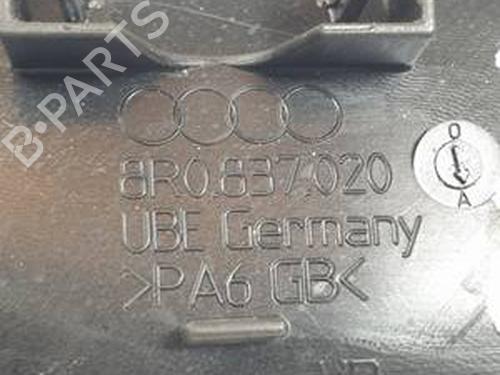 B-PARTS
8R0.837.020
UBE Germany
>PA6 GB<
O
A